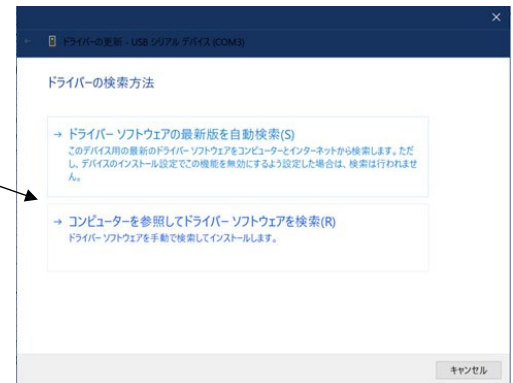 ドライバーの更新 - USB シリアル デバイス (COM3)
ドライバーの検索方法
→ ドライバー ソフトウェアの最新版を自動検索(S)
このデバイス用の最新のドライバー ソフトウェアをコンピューターとインターネットから検索します。ただ
し、デバイスのインストール設定でこの機能を無効にするよう設定した場合は、検索は行われませ
ん。
→ コンピューターを参照してドライバー ソフトウェアを検索(R)
ドライバー ソフトウェアを手動で検索してインストールします。
キャンセル